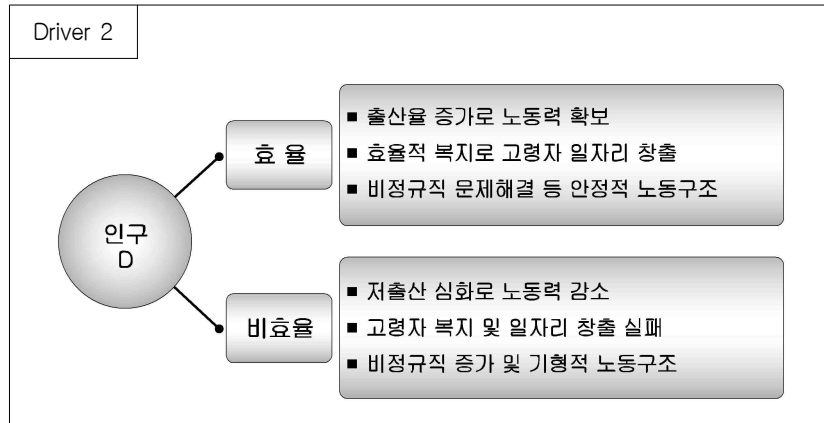 Driver 2
인구
D
효 율
■ 출산율 증가로 노동력 확보
■ 효율적 복지로 고령자 일자리 창출
■ 비정규직 문제해결 등 안정적 노동구조
비효율
■ 저출산 심화로 노동력 감소
■ 고령자 복지 및 일자리 창출 실패
■ 비정규직 증가 및 기형적 노동구조